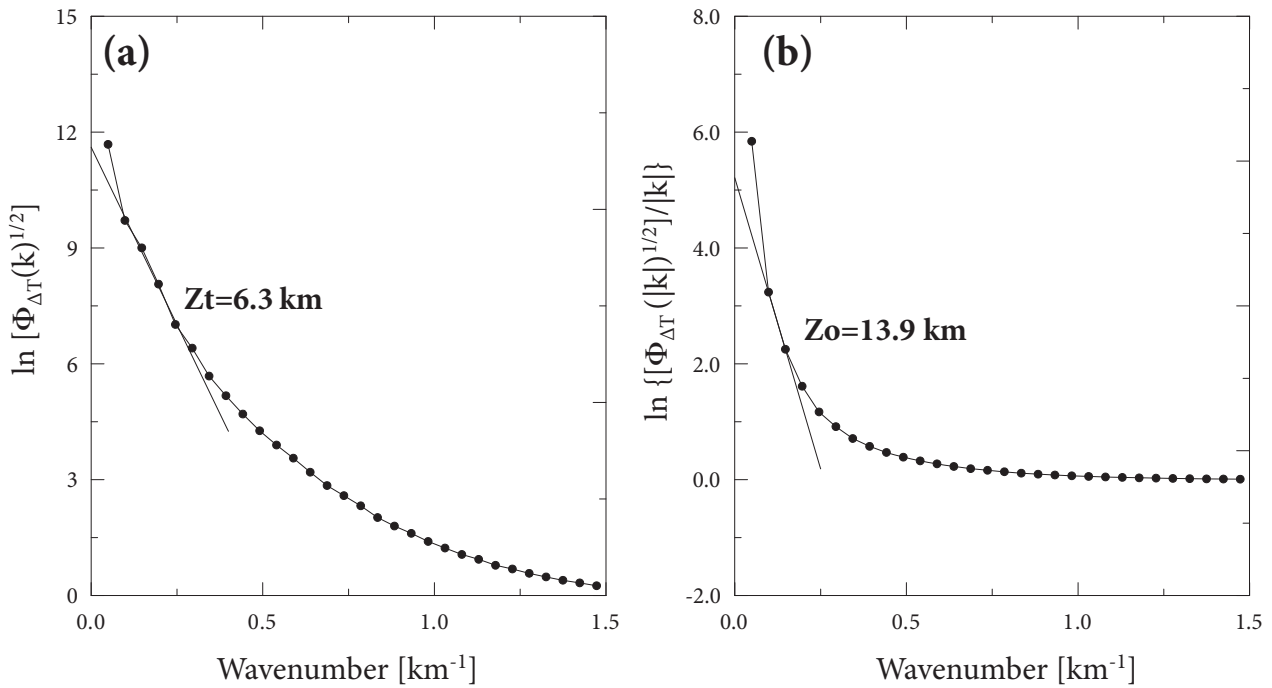 (a)
15
12
9
6
3
0
ln [Φ_ΔT(k)^1/2]
Zt=6.3 km
0.0 0.5 1.0 1.5
Wavenumber [km^-1]
(b)
8.0
6.0
4.0
2.0
0.0
-2.0
ln {[Φ_ΔT(|k|)^1/2]/|k|}
Zo=13.9 km
0.0 0.5 1.0 1.5
Wavenumber [km^-1]